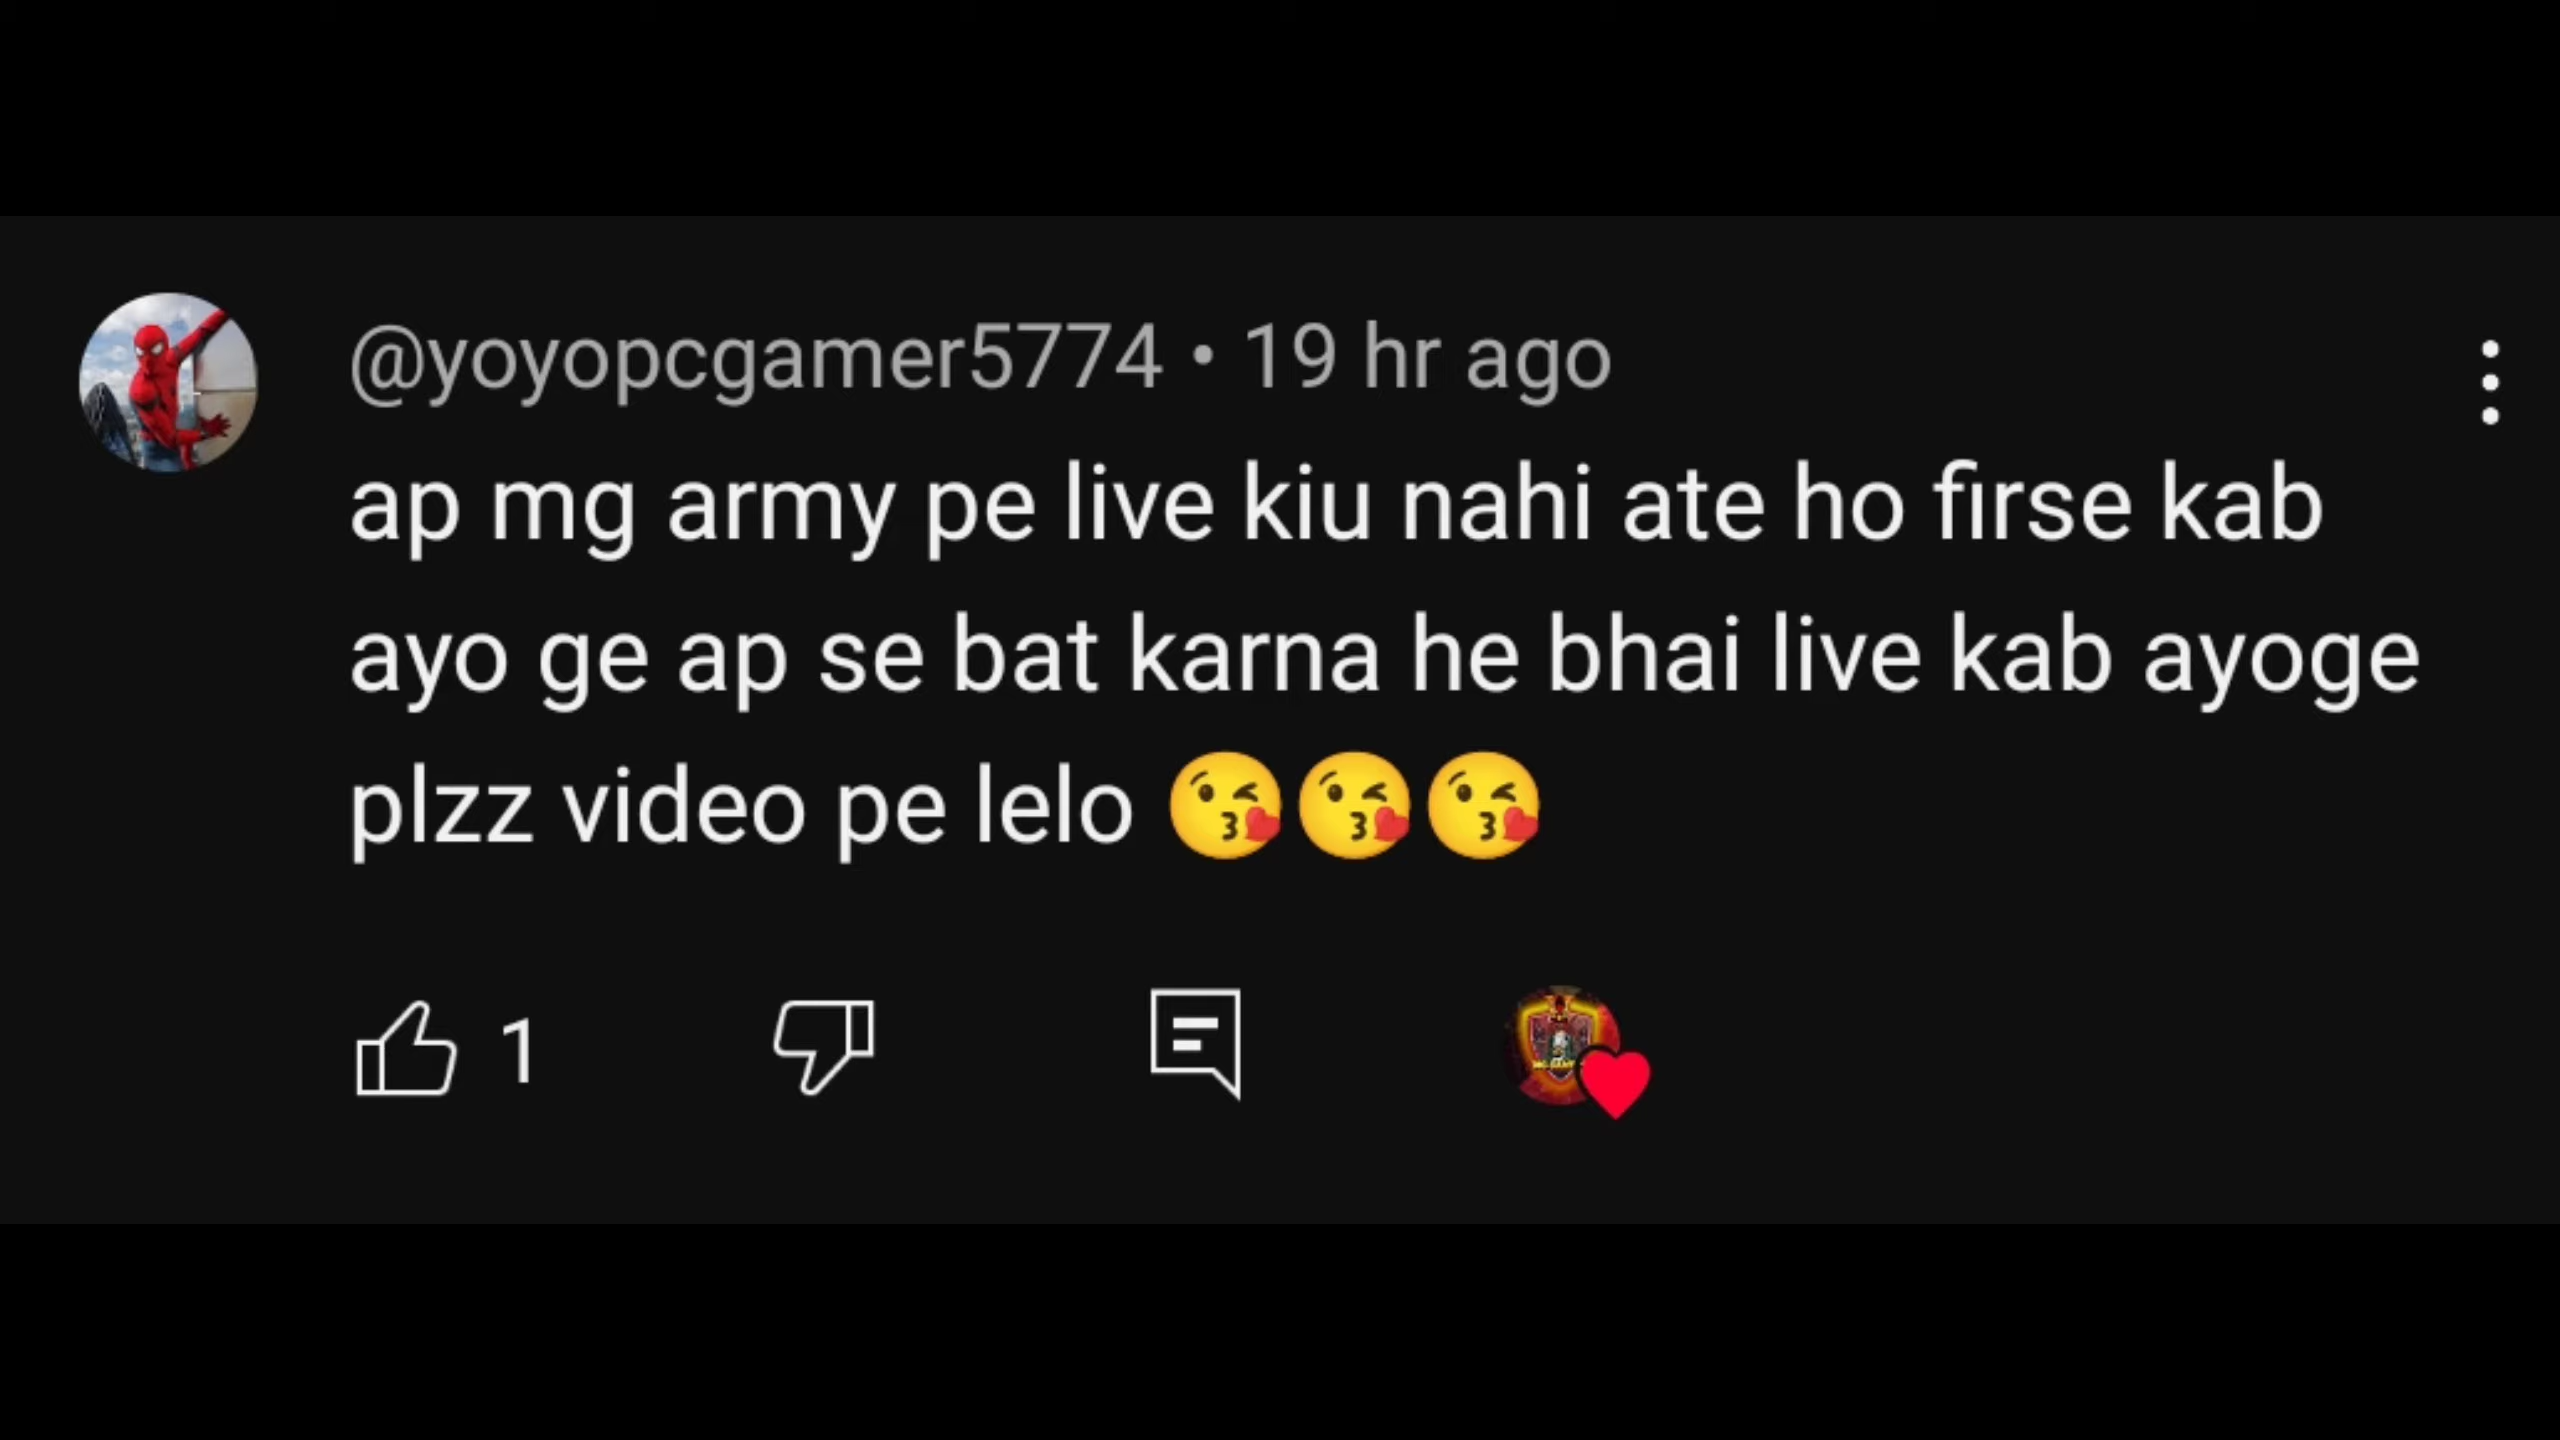 @yoyopcgamer5774 • 19 hr ago
ap mg army pe live kiu nahi ate ho firse kab
ayo ge ap se bat karna he bhai live kab ayoge
plzz video pe lelo 😘😘😘
1